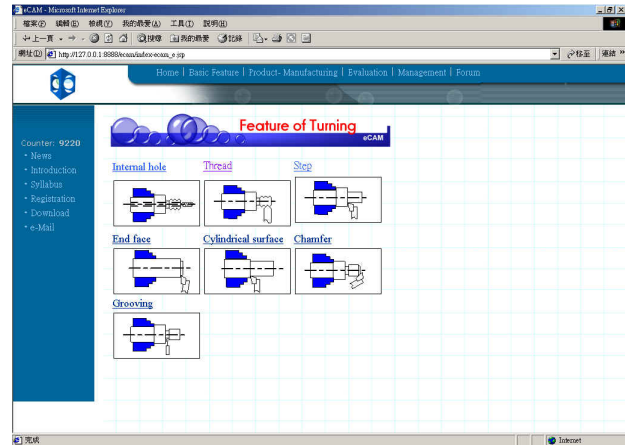 eCAM - Microsoft Internet Explorer
檔案(F) 編輯(E) 檢視(V) 我的最愛(A) 工具(T) 說明(H)
上一頁 搜尋 我的最愛 記錄
網址(D) http://127.0.0.1:8888/ecam/index-ecam_e.jsp 移至 連結 »
Home | Basic Feature | Product- Manufacturing | Evaluation | Management | Forum
Feature of Turning
eCAM
Counter: 9220
• News
• Introduction
• Syllabus
• Registration
• Download
• e-Mail
Internal hole Thread Step
End face Cylindrical surface Chamfer
Grooving
完成 Internet